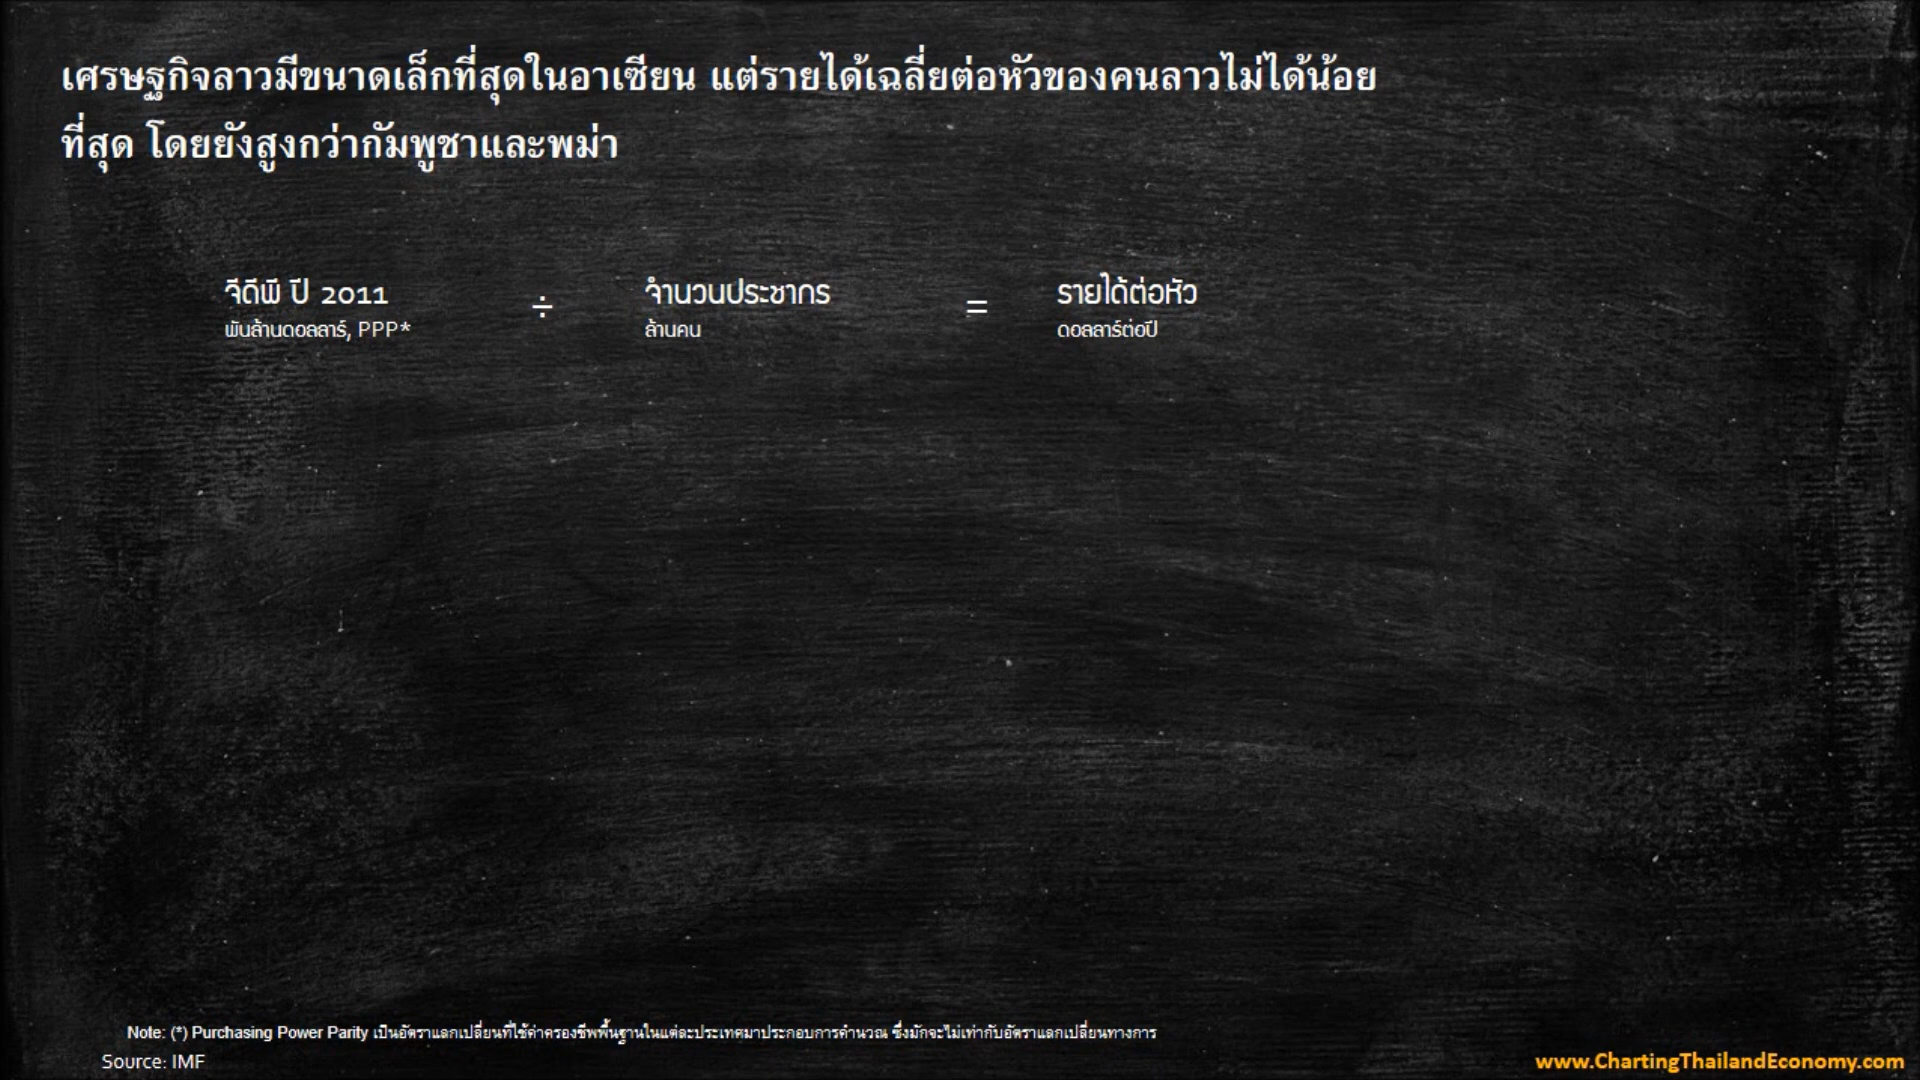 เศรษฐกิจลาวมีขนาดเล็กที่สุดในอาเซียน แต่รายได้เฉลี่ยต่อหัวของคนลาวไม่ได้น้อย
ที่สุด โดยยังสูงกว่ากัมพูชาและพม่า
จีดีพี ปี 2011 ÷ จำนวนประชากร = รายได้ต่อหัว
พันล้านดอลลาร์, PPP* ล้านคน ดอลลาร์ต่อปี
Note: (*) Purchasing Power Parity เป็นอัตราแลกเปลี่ยนที่ใช้ค่าครองชีพพื้นฐานในแต่ละประเทศมาประกอบการคำนวณ ซึ่งมักจะไม่เท่ากับอัตราแลกเปลี่ยนทางการ
Source: IMF
www.ChartingThailandEconomy.com